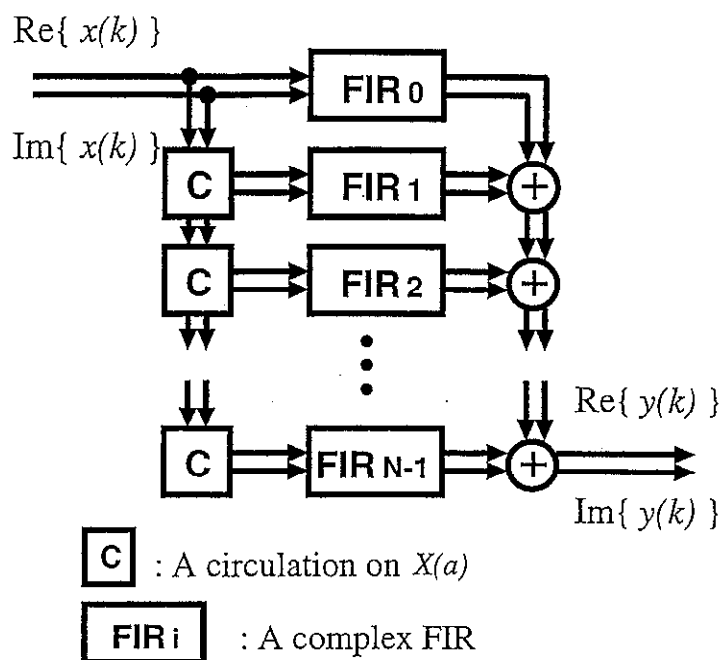 Re{ x(k) }
FIR 0
Im{ x(k) }
C
FIR 1
+
C
FIR 2
+
Re{ y(k) }
C
FIR N-1
+
Im{ y(k) }
C : A circulation on X(a)
FIR i : A complex FIR